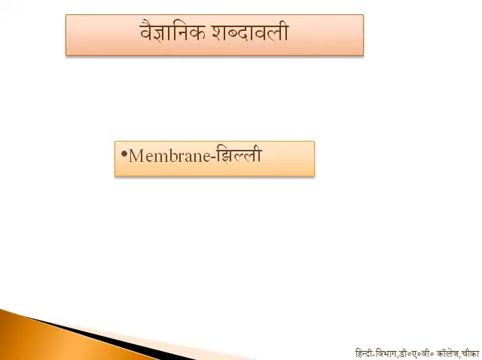 वैज्ञानिक शब्दावली
•Membrane-झिल्ली
हिन्दी-विभाग,डी०ए०वी० कॉलेज,चीका